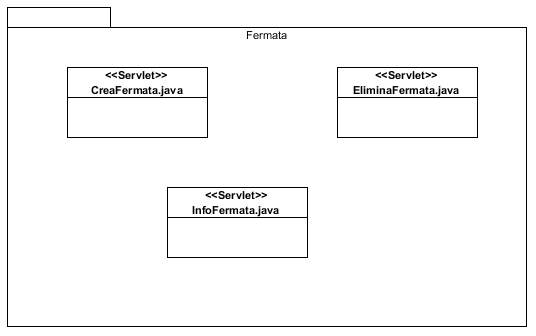 Fermata
<<Servlet>>
CreaFermata.java
<<Servlet>>
EliminaFermata.java
<<Servlet>>
InfoFermata.java